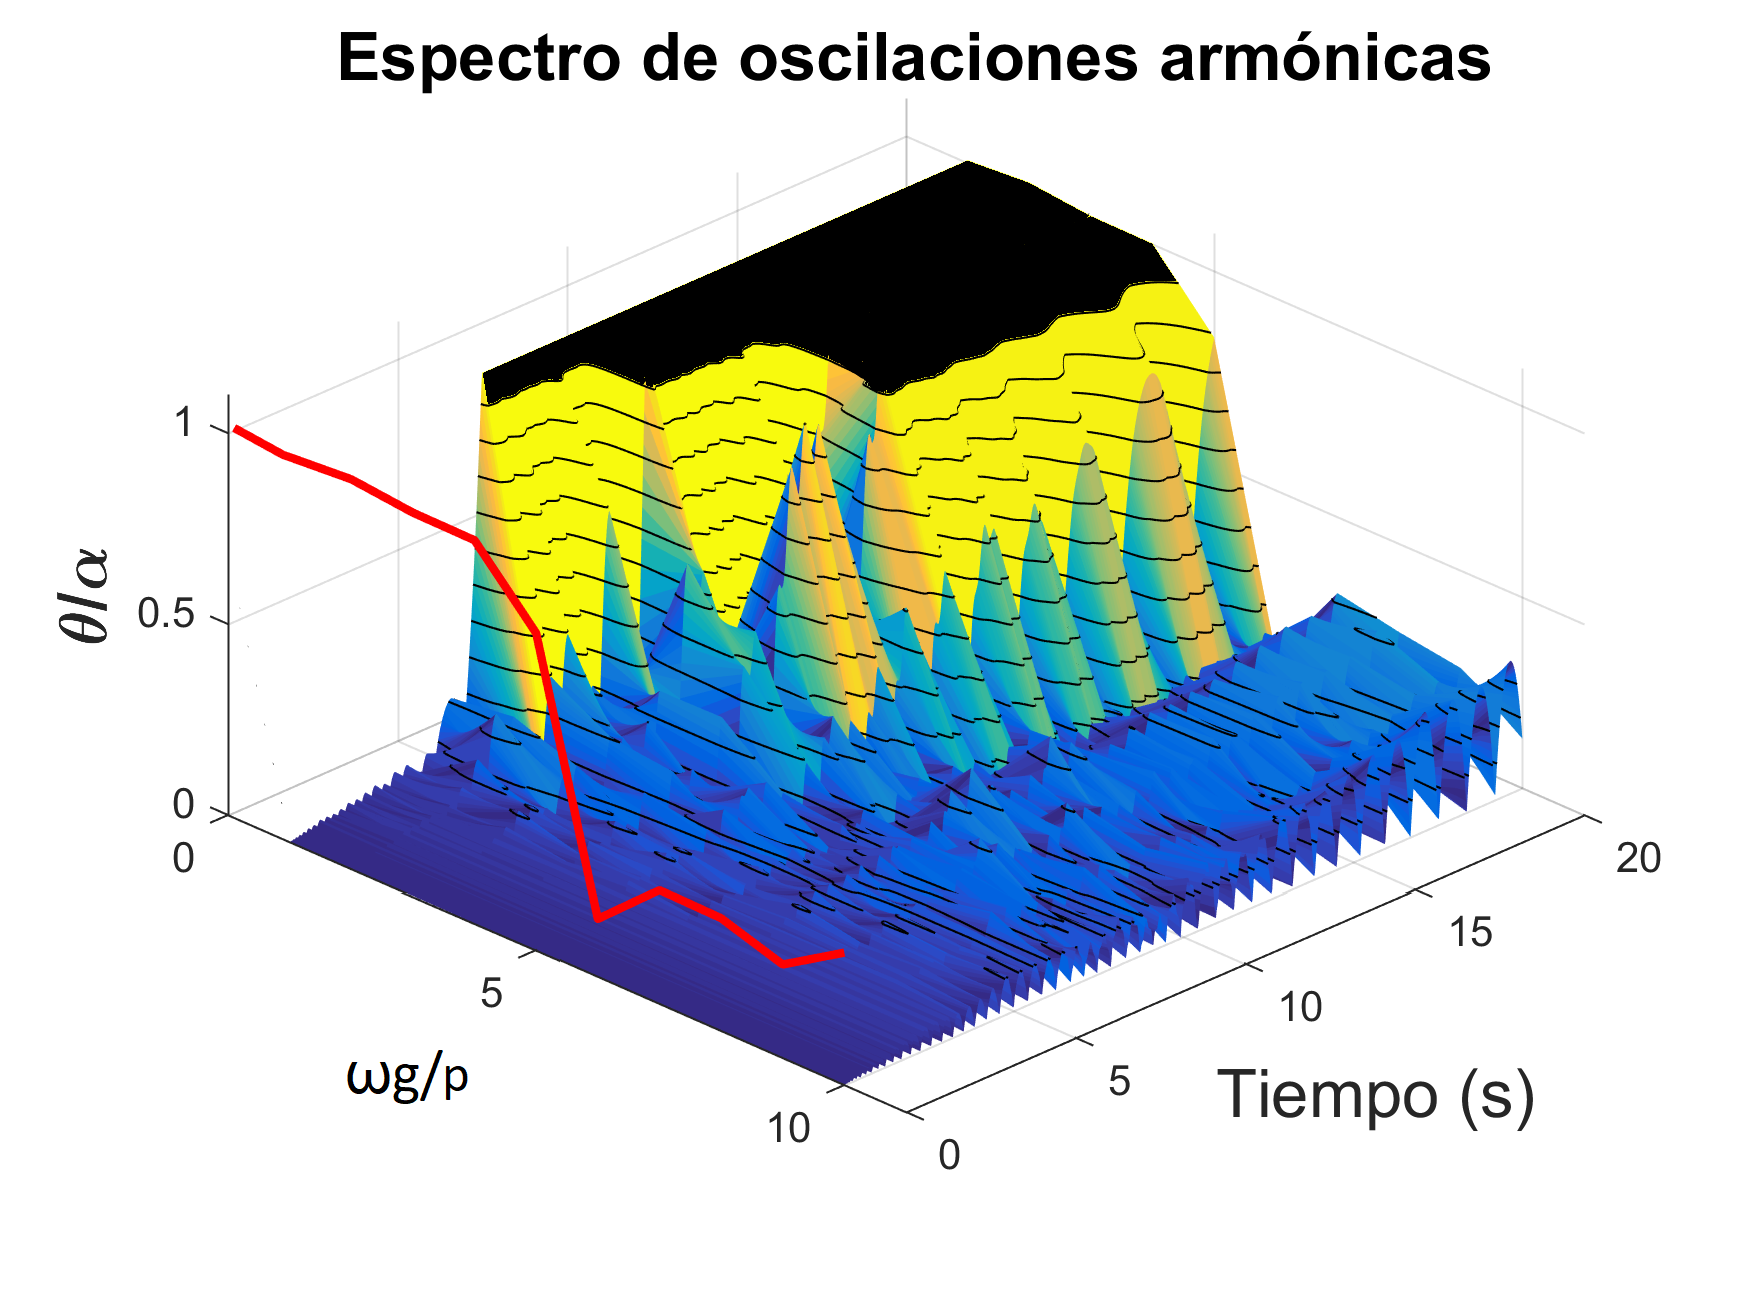 Espectro de oscilaciones armónicas
1
0.5
0
θ/α
0
5
10
ωg/p
0
5
10
15
20
Tiempo (s)